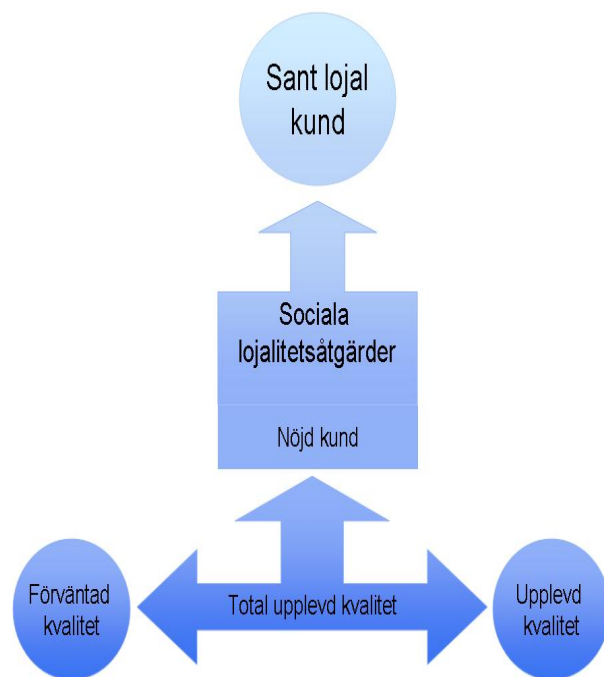 Sant lojal
kund
Sociala
lojalitetsåtgärder
Nöjd kund
Förväntad
kvalitet
Total upplevd kvalitet
Upplevd
kvalitet